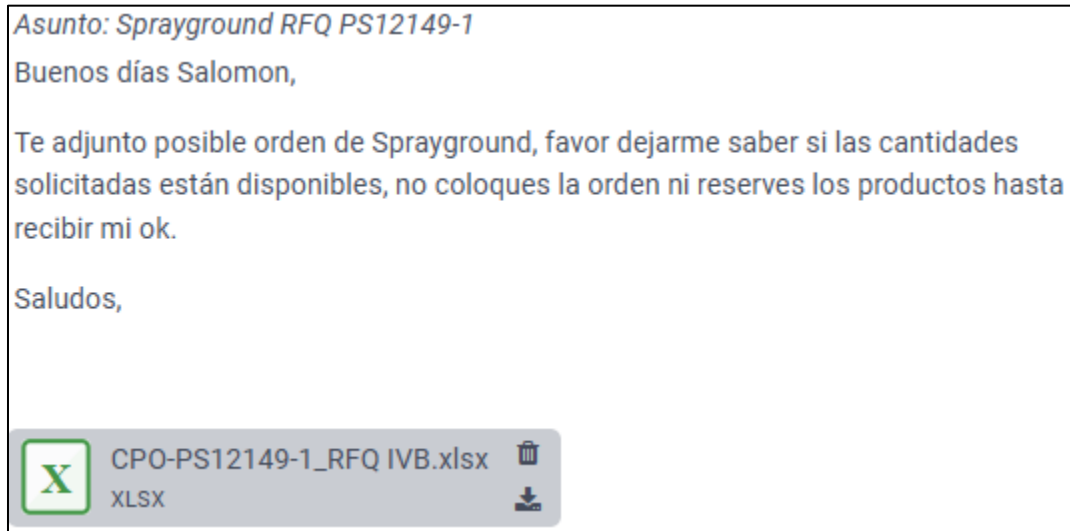 Asunto: Sprayground RFQ PS12149-1
Buenos días Salomon,
Te adjunto posible orden de Sprayground, favor dejarme saber si las cantidades
solicitadas están disponibles, no coloques la orden ni reserves los productos hasta
recibir mi ok.
Saludos,
X
CPO-PS12149-1_RFQ IVB.xlsx
XLSX